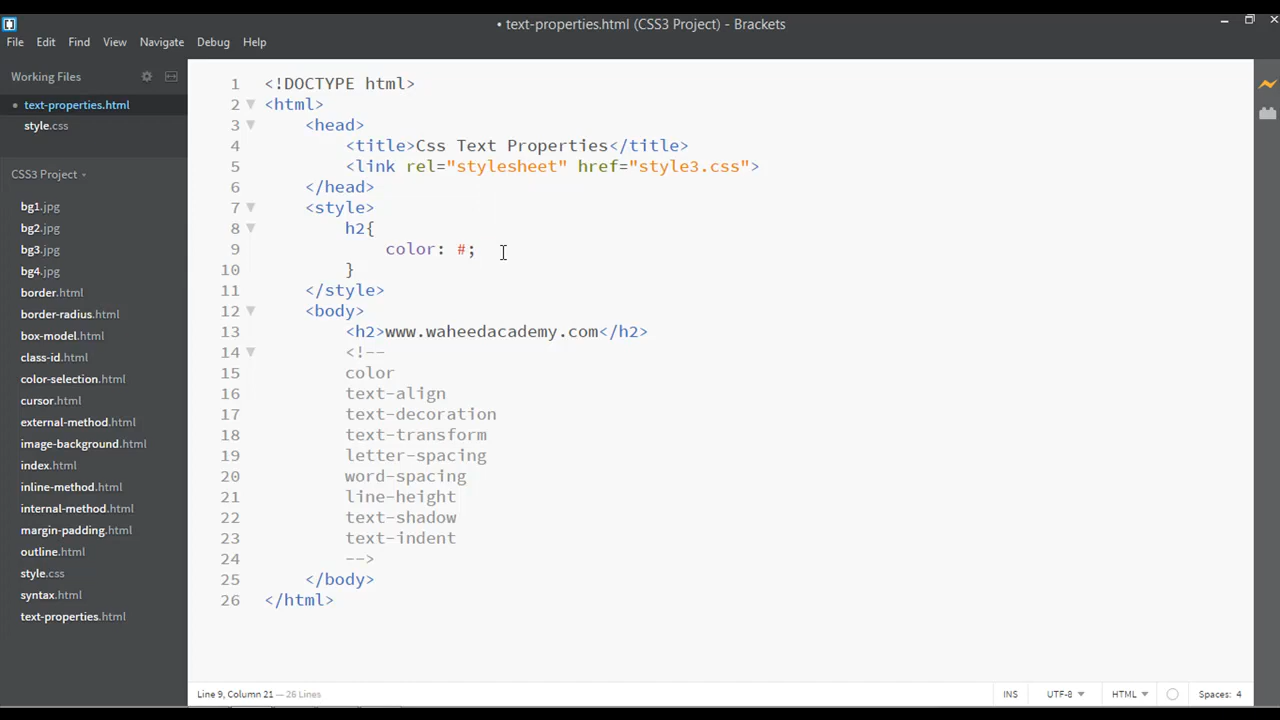 • text-properties.html (CSS3 Project) - Brackets
File Edit Find View Navigate Debug Help
Working Files
• text-properties.html
style.css
CSS3 Project
bg1.jpg
bg2.jpg
bg3.jpg
bg4.jpg
border.html
border-radius.html
box-model.html
class-id.html
color-selection.html
cursor.html
external-method.html
image-background.html
index.html
inline-method.html
internal-method.html
margin-padding.html
outline.html
style.css
syntax.html
text-properties.html
1 <!DOCTYPE html>
2 <html>
3 <head>
4 <title>Css Text Properties</title>
5 <link rel="stylesheet" href="style3.css">
6 </head>
7 <style>
8 h2{
9 color: #;
10 }
11 </style>
12 <body>
13 <h2>www.waheedacademy.com</h2>
14 <!--
15 color
16 text-align
17 text-decoration
18 text-transform
19 letter-spacing
20 word-spacing
21 line-height
22 text-shadow
23 text-indent
24 -->
25 </body>
26 </html>
Line 9, Column 21 — 26 Lines
INS UTF-8 HTML Spaces: 4